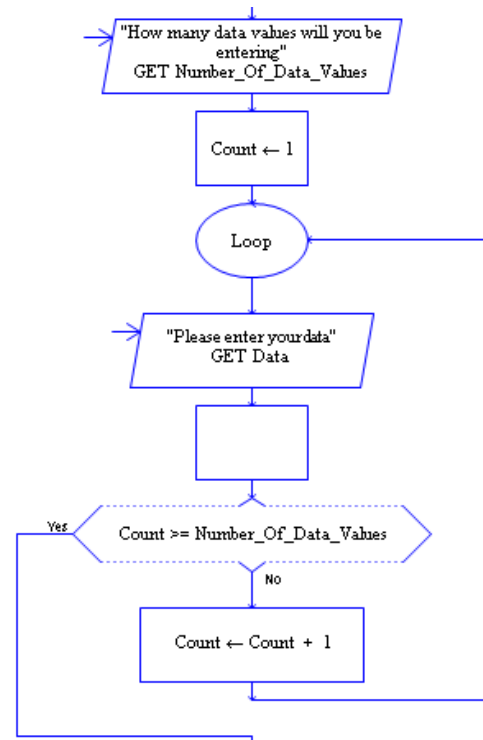 "How many data values will you be
entering"
GET Number_Of_Data_Values
Count ← 1
Loop
"Please enter yourdata"
GET Data
Yes
Count >= Number_Of_Data_Values
No
Count ← Count + 1